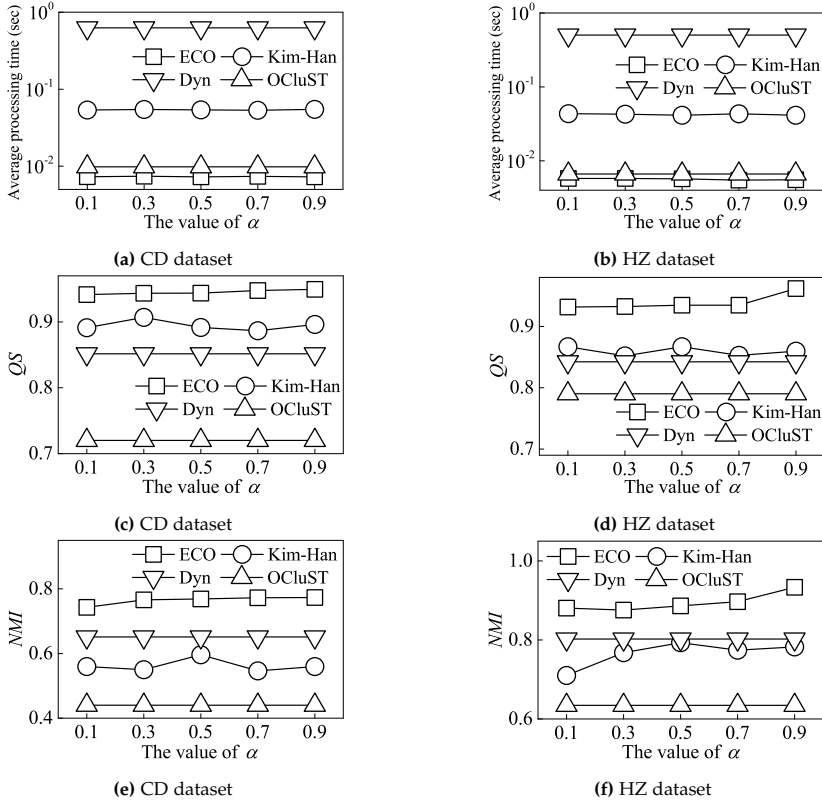 Average processing time (sec)
10^0
10^-1
10^-2
ECO Kim-Han
Dyn OCluST
0.1 0.3 0.5 0.7 0.9
The value of α
(a) CD dataset
Average processing time (sec)
10^0
10^-1
10^-2
ECO Kim-Han
Dyn OCluST
0.1 0.3 0.5 0.7 0.9
The value of α
(b) HZ dataset
QS
0.9
0.8
0.7
ECO Kim-Han
Dyn OCluST
0.1 0.3 0.5 0.7 0.9
The value of α
(c) CD dataset
QS
0.9
0.8
0.7
ECO Kim-Han
Dyn OCluST
0.1 0.3 0.5 0.7 0.9
The value of α
(d) HZ dataset
NMI
0.8
0.6
0.4
ECO Kim-Han
Dyn OCluST
0.1 0.3 0.5 0.7 0.9
The value of α
(e) CD dataset
NMI
1.0
0.8
0.6
ECO Kim-Han
Dyn OCluST
0.1 0.3 0.5 0.7 0.9
The value of α
(f) HZ dataset